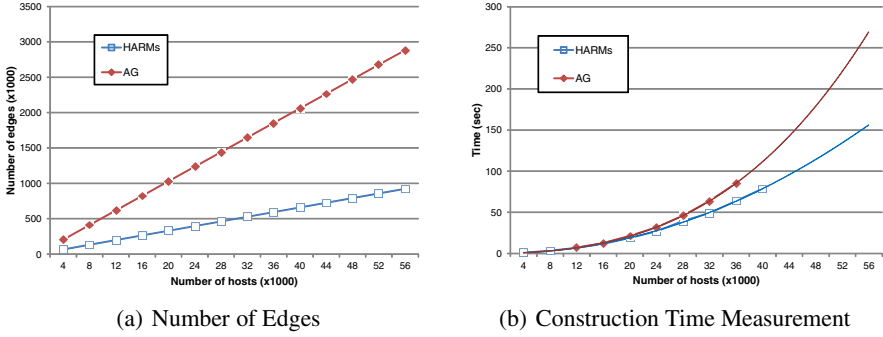 3500
3000
2500
2000
1500
1000
500
0
Number of edges (x1000)
HARMs
AG
4 8 12 16 20 24 28 32 36 40 44 48 52 56
Number of hosts (x1000)
(a) Number of Edges
300
250
200
150
100
50
0
Time (sec)
HARMs
AG
4 8 12 16 20 24 28 32 36 40 44 48 52 56
Number of hosts (x1000)
(b) Construction Time Measurement